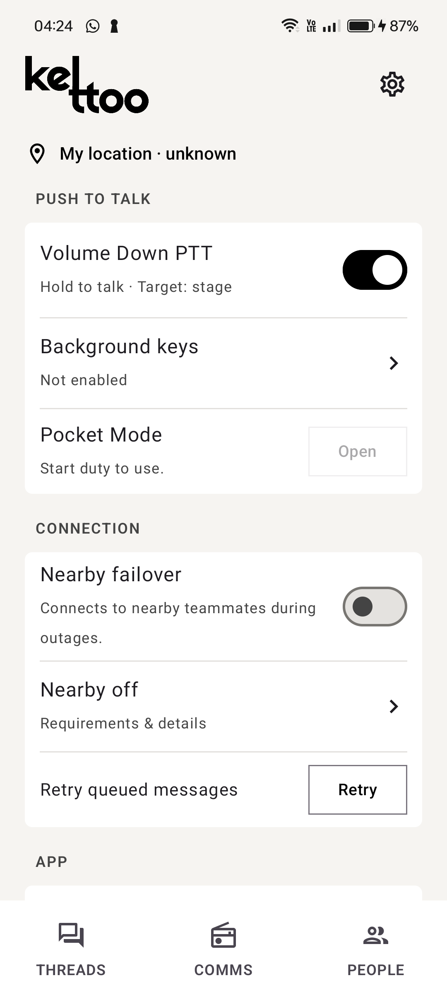 04:24
Vo LTE
87%
kelttoo
My location · unknown
PUSH TO TALK
Volume Down PTT
Hold to talk · Target: stage
Background keys
Not enabled
Pocket Mode
Start duty to use.
Open
CONNECTION
Nearby failover
Connects to nearby teammates during
outages.
Nearby off
Requirements & details
Retry queued messages
Retry
APP
THREADS
COMMS
PEOPLE